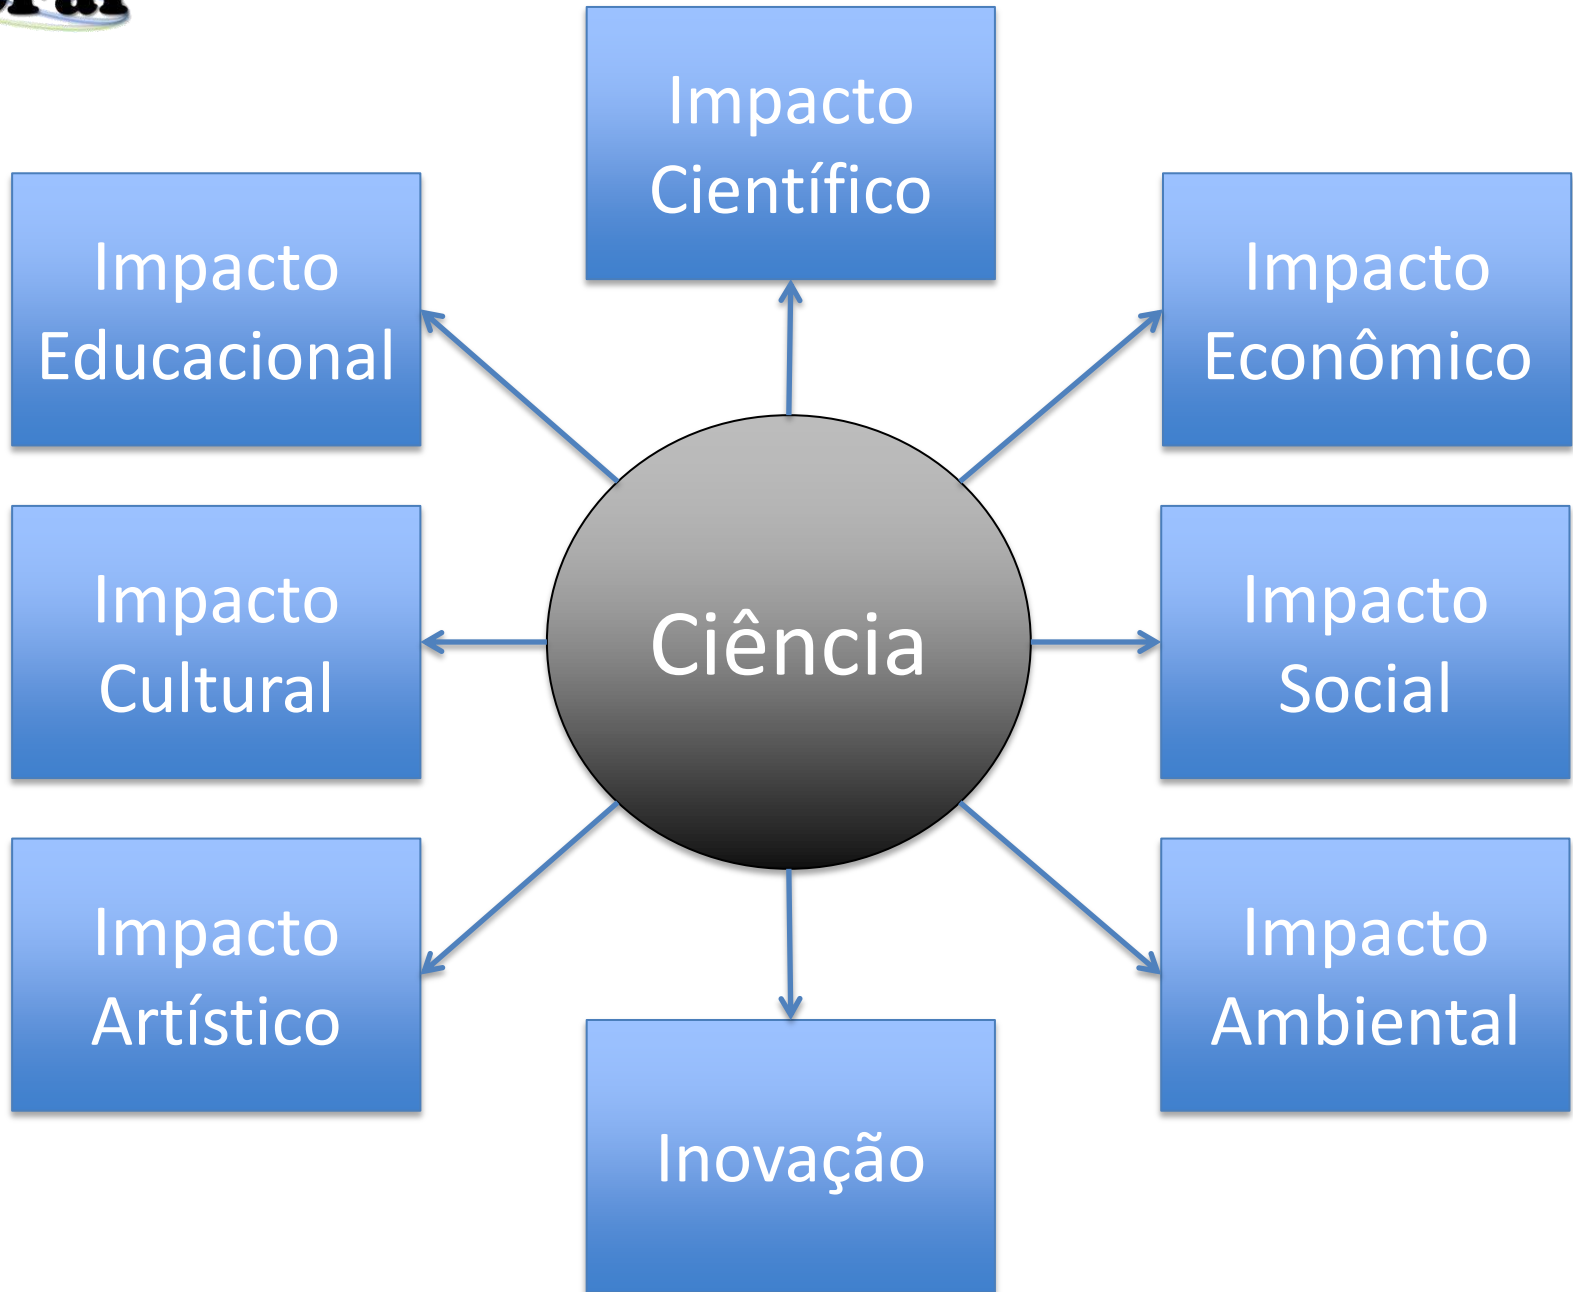 Impacto
Científico
Impacto
Educacional
Impacto
Econômico
Impacto
Cultural
Ciência
Impacto
Social
Impacto
Artístico
Impacto
Ambiental
Inovação